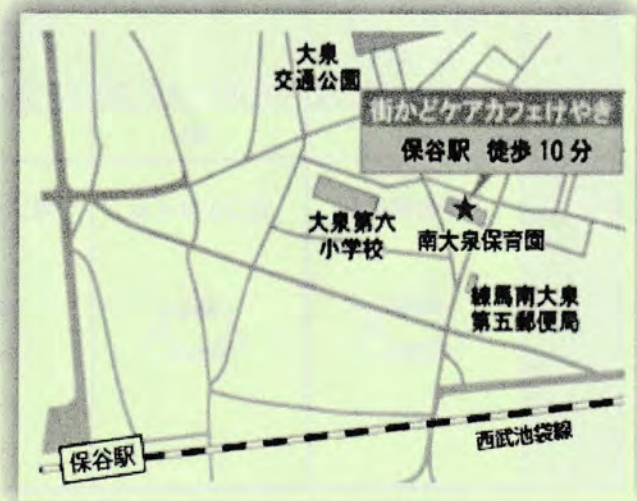 大泉
交通公園
街かどケアカフェけやき
保谷駅 徒歩10分
大泉第六
小学校
南大泉保育園
練馬南大泉
第五郵便局
西武池袋線
保谷駅